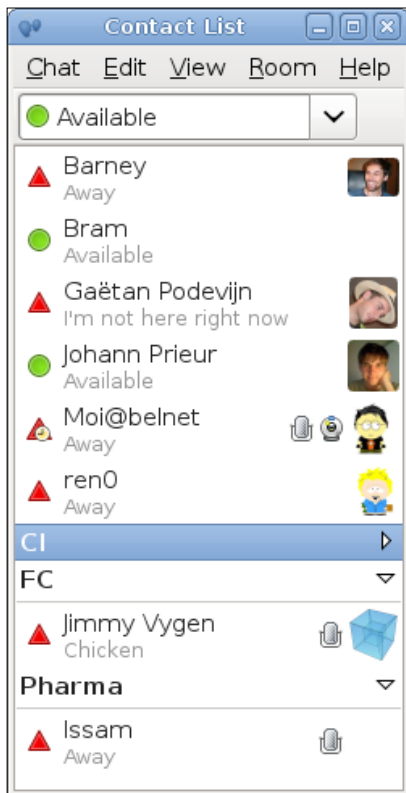 Contact List
Chat Edit View Room Help
Available
Barney
Away
Bram
Available
Gaëtan Podevijn
I'm not here right now
Johann Prieur
Available
Moi@belnet
Away
ren0
Away
CI
FC
Jimmy Vygen
Chicken
Pharma
Issam
Away